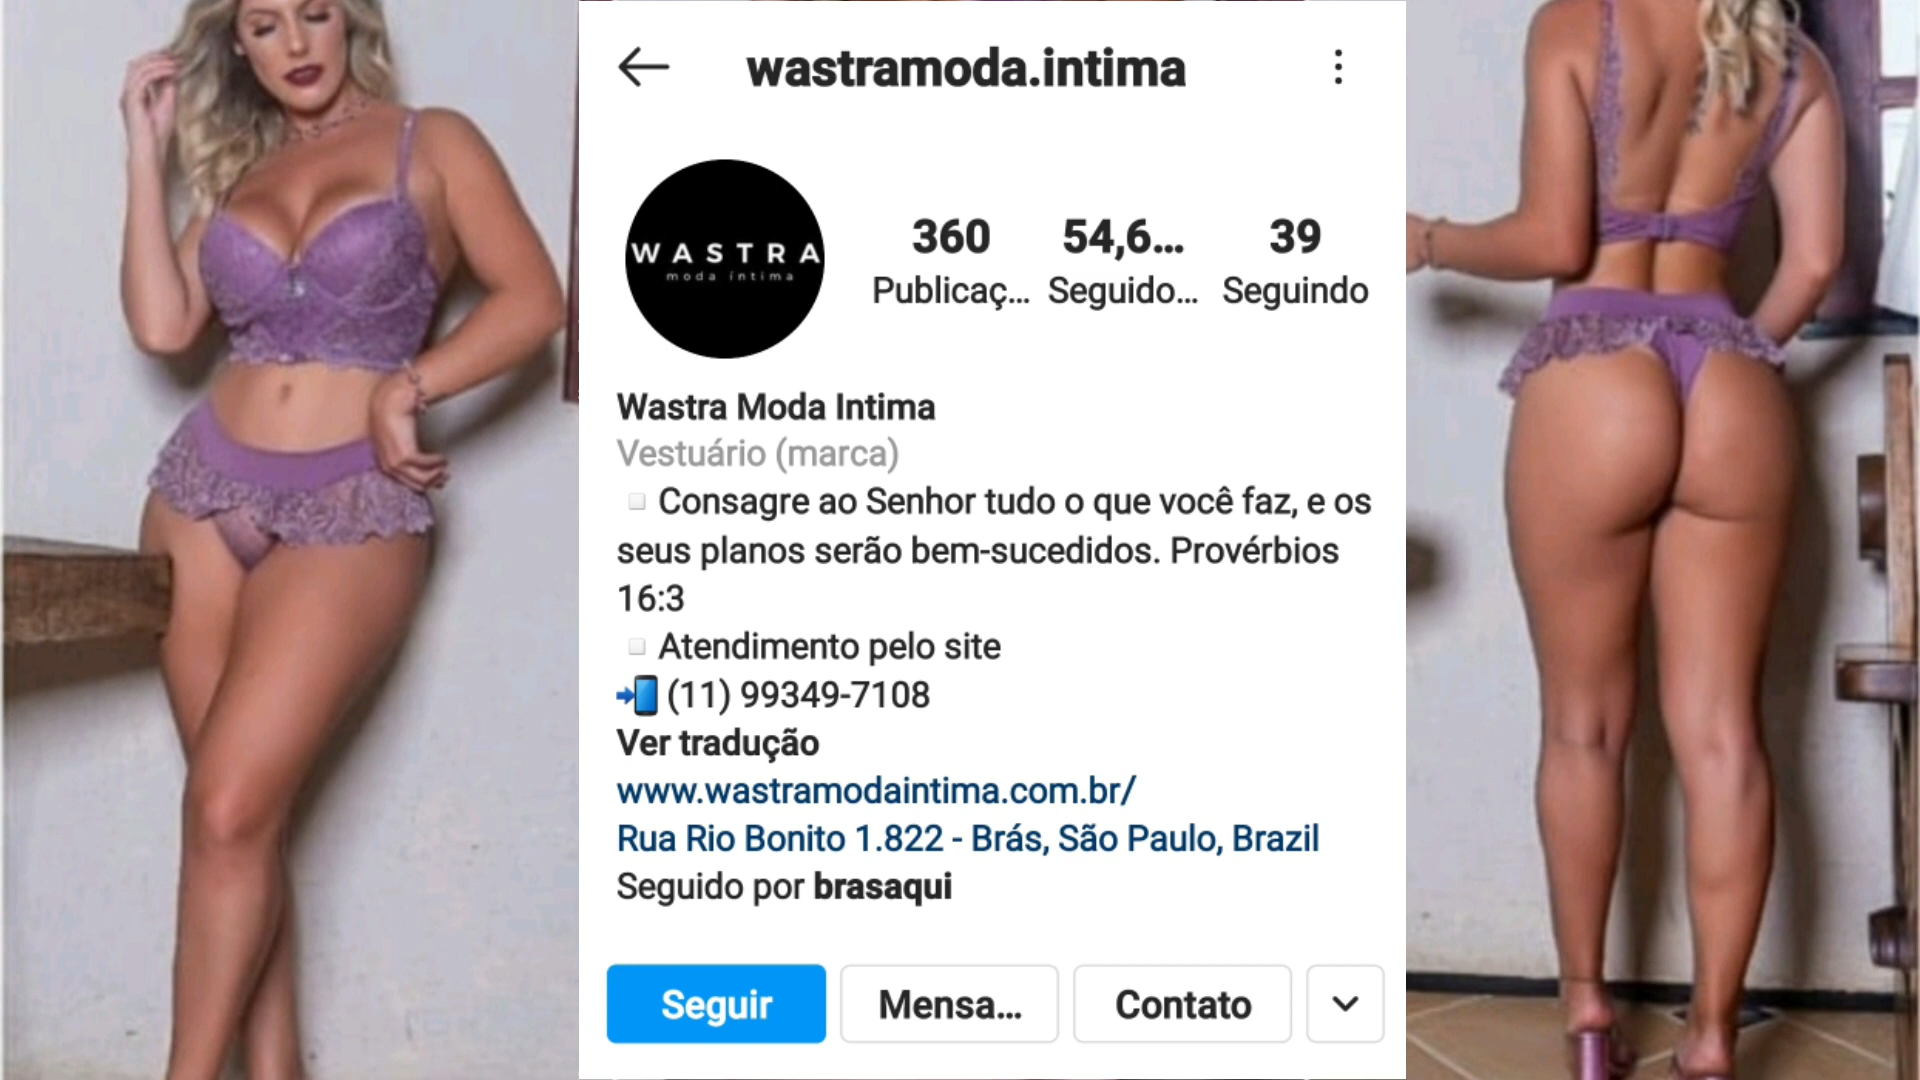 wastramoda.intima
WASTRA
moda íntima
360 54,6... 39
Publicaç... Seguido... Seguindo
Wastra Moda Intima
Vestuário (marca)
▫️Consagre ao Senhor tudo o que você faz, e os
seus planos serão bem-sucedidos. Provérbios
16:3
▫️Atendimento pelo site
📲 (11) 99349-7108
Ver tradução
www.wastramodaintima.com.br/
Rua Rio Bonito 1.822 - Brás, São Paulo, Brazil
Seguido por brasaqui
Seguir Mensa... Contato